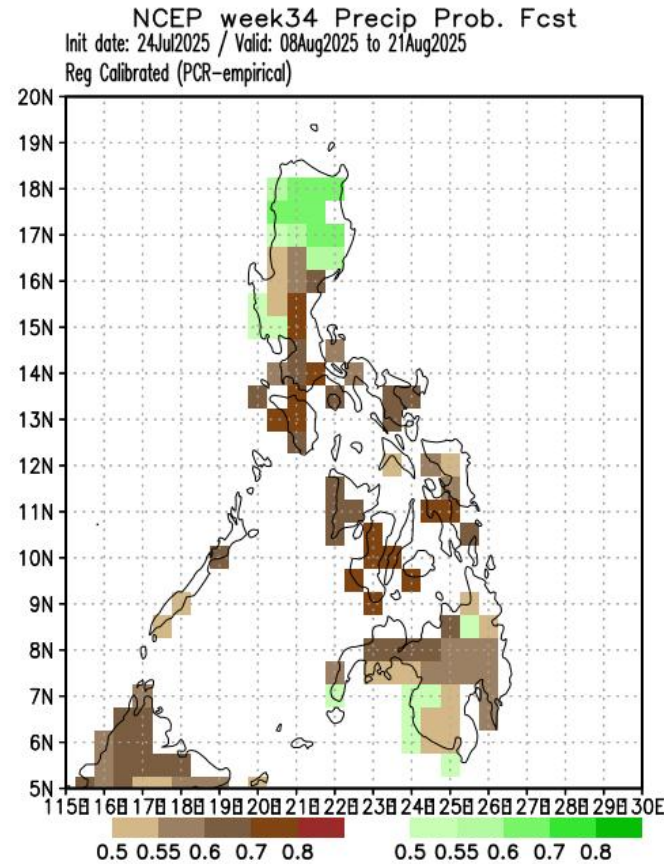 NCEP week34 Precip Prob. Fcst
Init date: 24Jul2025 / Valid: 08Aug2025 to 21Aug2025
Reg Calibrated (PCR-empirical)
20N
19N
18N
17N
16N
15N
14N
13N
12N
11N
10N
9N
8N
7N
6N
5N
115E 116E 117E 118E 119E 120E 121E 122E 123E 124E 125E 126E 127E 128E 129E 130E
0.5 0.55 0.6 0.7 0.8 0.5 0.55 0.6 0.7 0.8